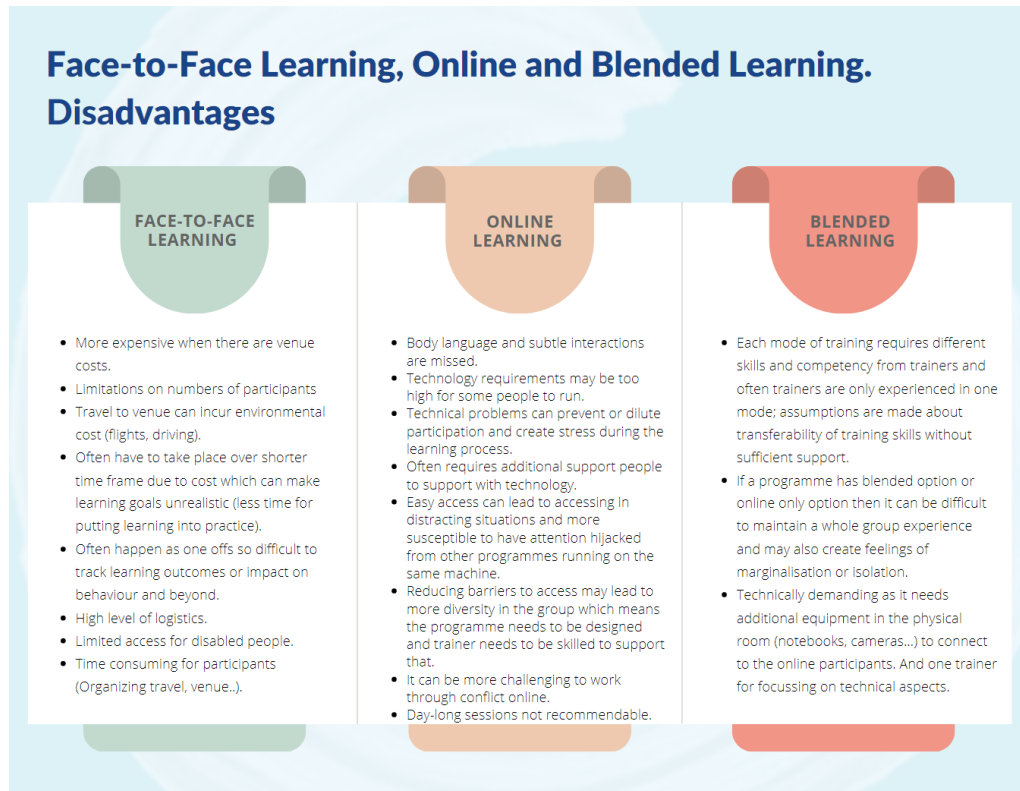 Face-to-Face Learning, Online and Blended Learning.
Disadvantages
FACE-TO-FACE
LEARNING
• More expensive when there are venue
costs.
• Limitations on numbers of participants
• Travel to venue can incur environmental
cost (flights, driving).
• Often have to take place over shorter
time frame due to cost which can make
learning goals unrealistic (less time for
putting learning into practice).
• Often happen as one offs so difficult to
track learning outcomes or impact on
behaviour and beyond.
• High level of logistics.
• Limited access for disabled people.
• Time consuming for participants
(Organizing travel, venue..).
ONLINE
LEARNING
• Body language and subtle interactions
are missed.
• Technology requirements may be too
high for some people to run.
• Technical problems can prevent or dilute
participation and create stress during the
learning process.
• Often requires additional support people
to support with technology.
• Easy access can lead to accessing in
distracting situations and more
susceptible to have attention hijacked
from other programmes running on the
same machine.
• Reducing barriers to access may lead to
more diversity in the group which means
the programme needs to be designed
and trainer needs to be skilled to support
that.
• It can be more challenging to work
through conflict online.
• Day-long sessions not recommendable.
BLENDED
LEARNING
• Each mode of training requires different
skills and competency from trainers and
often trainers are only experienced in one
mode; assumptions are made about
transferability of training skills without
sufficient support.
• If a programme has blended option or
online only option then it can be difficult
to maintain a whole group experience
and may also create feelings of
marginalisation or isolation.
• Technically demanding as it needs
additional equipment in the physical
room (notebooks, cameras...) to connect
to the online participants. And one trainer
for focussing on technical aspects.